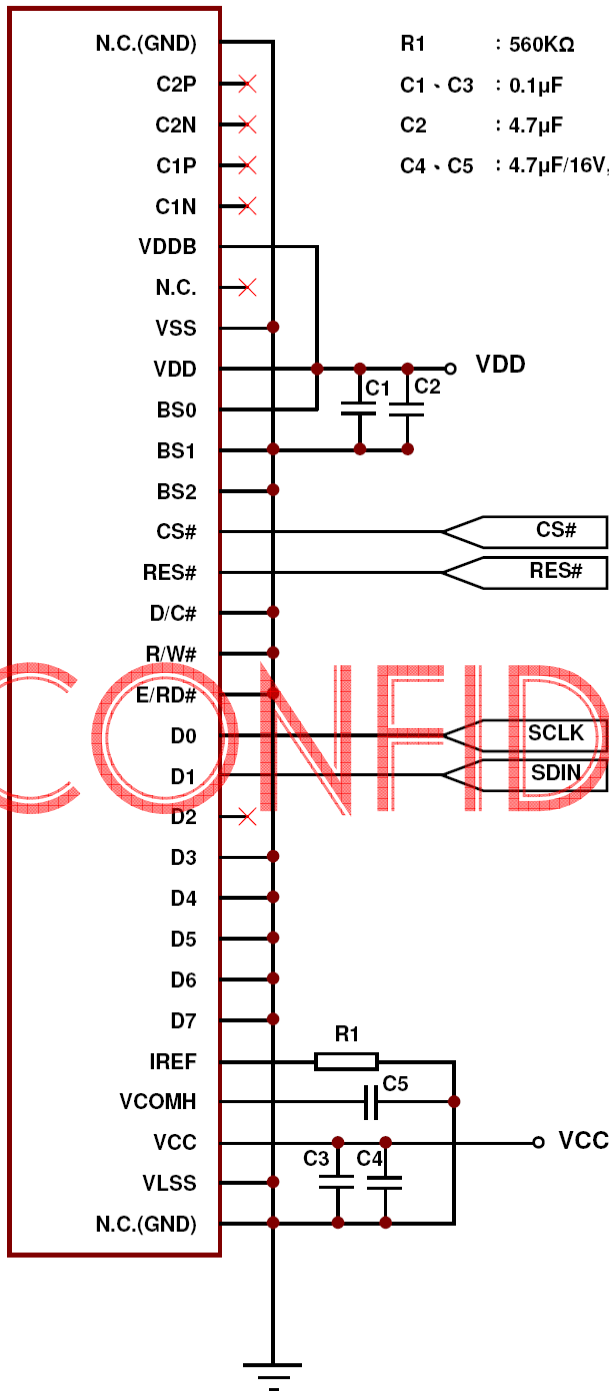 N.C.(GND)
R1 : 560KΩ
C2P
C1、C3 : 0.1μF
C2N
C2 : 4.7μF
C1P
C4、C5 : 4.7μF/16V,
C1N
VDDB
N.C.
VSS
VDD
VDD
C1
C2
BS0
BS1
BS2
CS#
CS#
RES#
RES#
D/C#
R/W#
E/RD#
CONFID
D0
SCLK
D1
SDIN
D2
D3
D4
D5
D6
D7
R1
IREF
C5
VCOMH
VCC
VCC
C3
C4
VLSS
N.C.(GND)